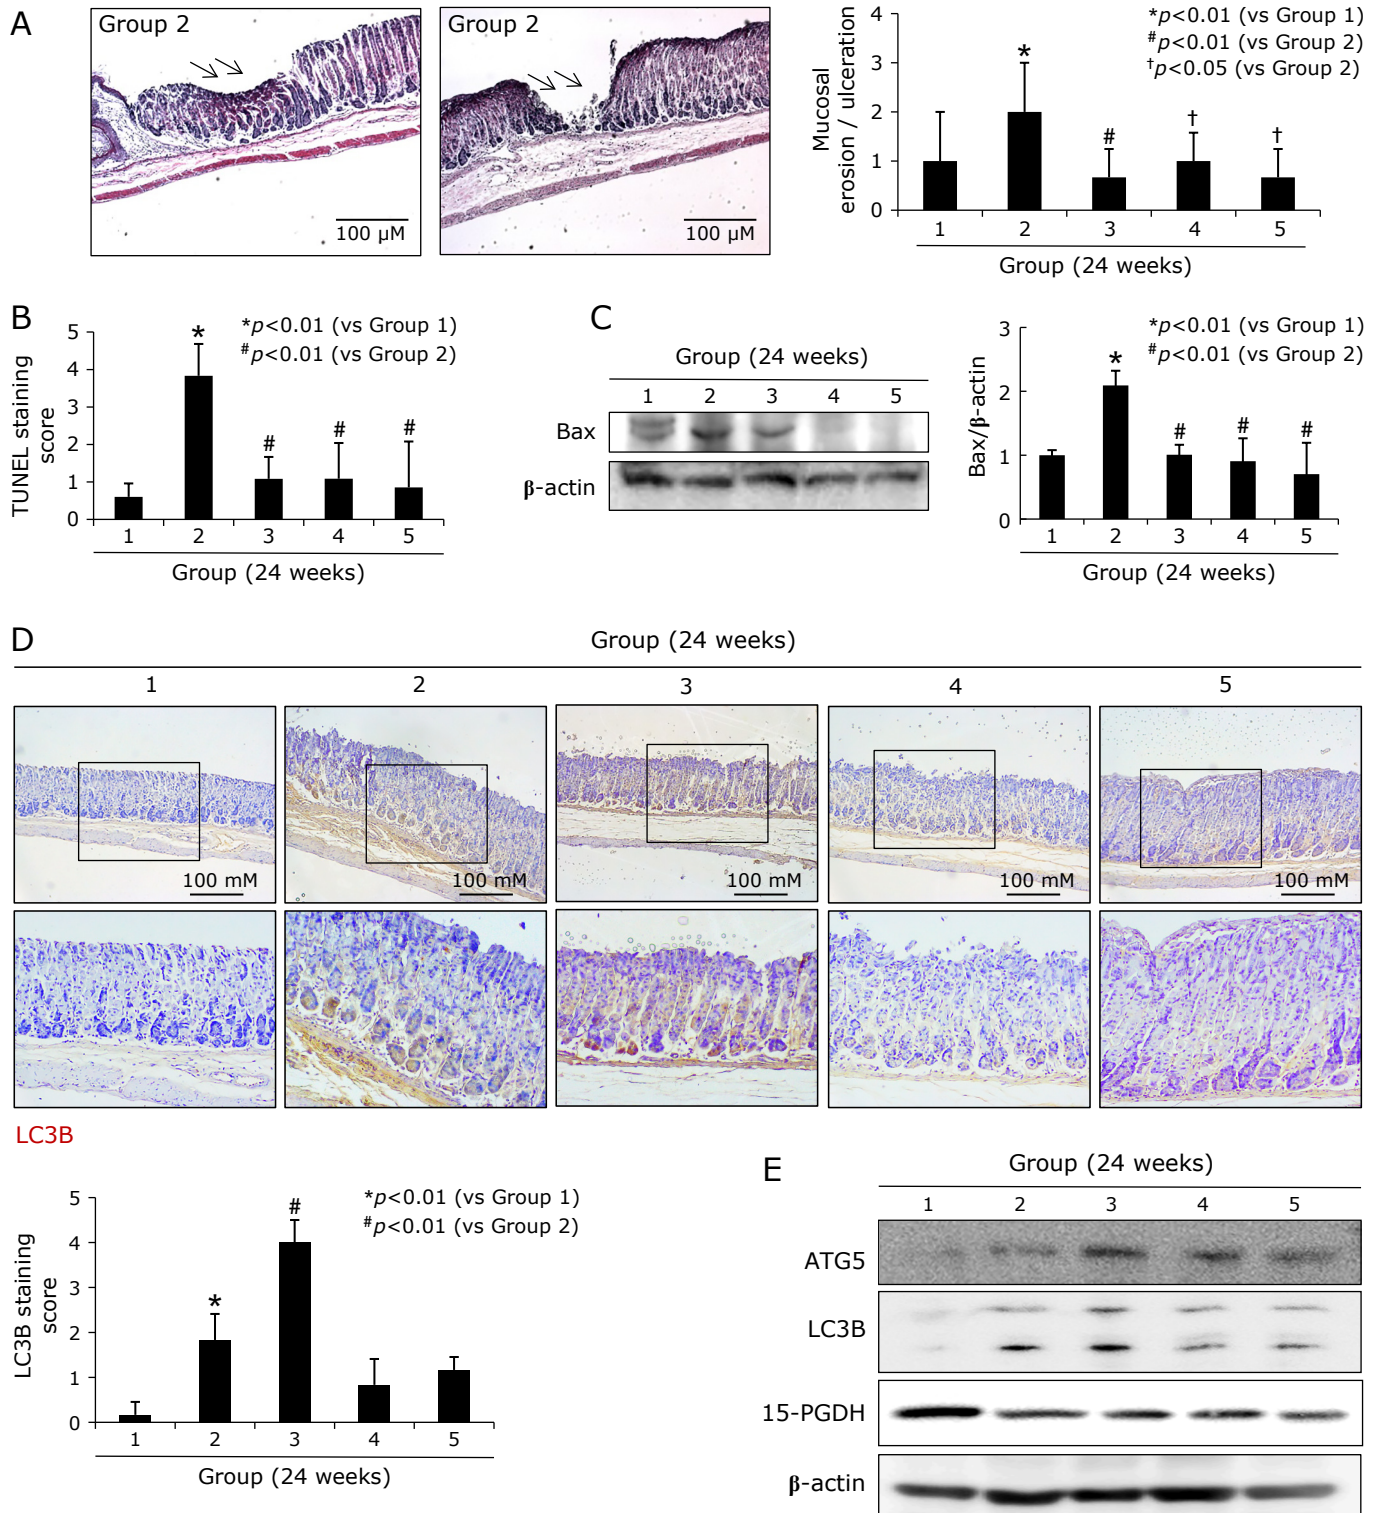 A
Group 2
Group 2
100 μM
100 μM
Mucosal
erosion / ulceration
4
3
2
1
0
*
#
†
†
*p<0.01 (vs Group 1)
#p<0.01 (vs Group 2)
†p<0.05 (vs Group 2)
1 2 3 4 5
Group (24 weeks)
B
TUNEL staining
score
5
4
3
2
1
0
*
#
#
#
*p<0.01 (vs Group 1)
#p<0.01 (vs Group 2)
1 2 3 4 5
Group (24 weeks)
C
Group (24 weeks)
1 2 3 4 5
Bax
β-actin
Bax/β-actin
3
2
1
0
*
#
#
#
*p<0.01 (vs Group 1)
#p<0.01 (vs Group 2)
1 2 3 4 5
Group (24 weeks)
D
Group (24 weeks)
1 2 3 4 5
100 mM
100 mM
100 mM
100 mM
100 mM
LC3B
LC3B staining
score
5
4
3
2
1
0
*
#
*p<0.01 (vs Group 1)
#p<0.01 (vs Group 2)
1 2 3 4 5
Group (24 weeks)
E
Group (24 weeks)
1 2 3 4 5
ATG5
LC3B
15-PGDH
β-actin